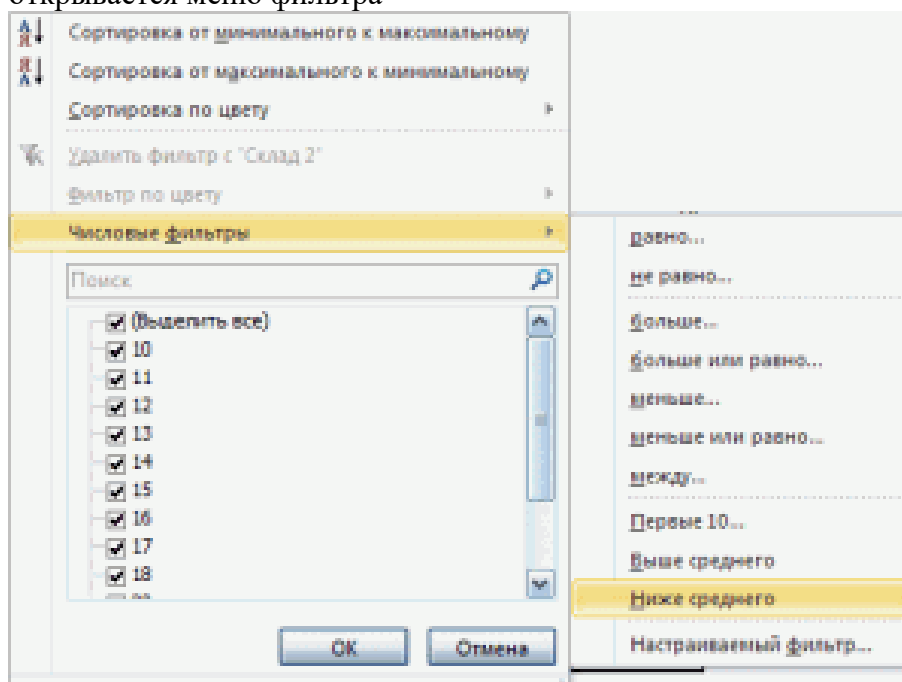 открывается меню фильтра
Сортировка от минимального к максимальному
Сортировка от максимального к минимальному
Сортировка по цвету
Удалить фильтр с "Склад 2"
Фильтр по цвету
Числовые фильтры
Поиск
(Выделить все)
10
11
12
13
14
15
16
17
18
ОК
Отмена
равно...
не равно...
больше...
больше или равно...
меньше...
меньше или равно...
между...
Первые 10...
Выше среднего
Ниже среднего
Настраиваемый фильтр...